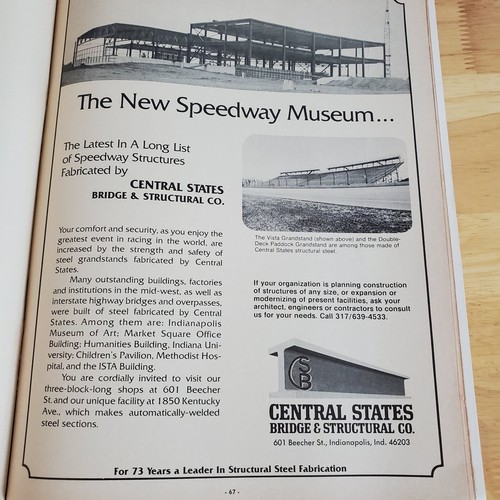 The New Speedway Museum...
The Latest In A Long List
of Speedway Structures
Fabricated by
CENTRAL STATES
BRIDGE & STRUCTURAL CO.
The Vista Grandstand (shown above) and the Double-
Deck Paddock Grandstand are among those made of
Central States structural steel.
Your comfort and security, as you enjoy the
greatest event in racing in the world, are
increased by the strength and safety of
steel grandstands fabricated by Central
States.
Many outstanding buildings, factories
and institutions in the mid-west, as well as
interstate highway bridges and overpasses,
were built of steel fabricated by Central
States. Among them are: Indianapolis
Museum of Art; Market Square Office
Building; Humanities Building, Indiana Uni-
versity; Children's Pavilion, Methodist Hos-
pital, and the ISTA Building.
You are cordially invited to visit our
three-block-long shops at 601 Beecher
St. and our unique facility at 1850 Kentucky
Ave., which makes automatically-welded
steel sections.
If your organization is planning construction
of structures of any size, or expansion or
modernizing of present facilities, ask your
architect, engineers or contractors to consult
us for your needs. Call 317/639-4533.
CSB
CENTRAL STATES
BRIDGE & STRUCTURAL CO.
601 Beecher St., Indianapolis, Ind. 46203
For 73 Years a Leader In Structural Steel Fabrication
- 67 -